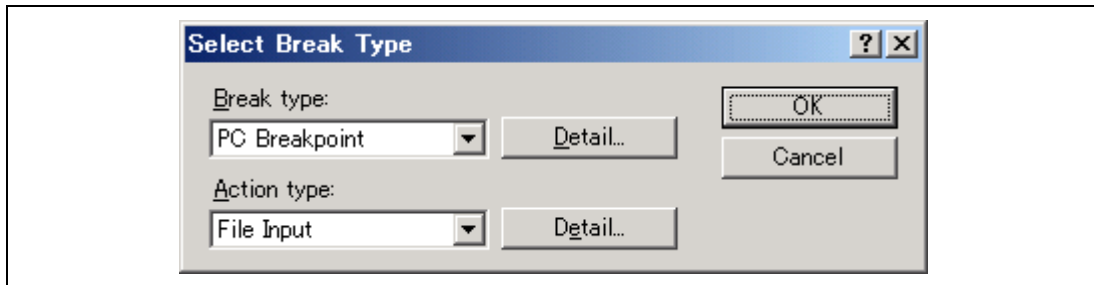 Select Break Type
Break type:
PC Breakpoint
Detail...
OK
Cancel
Action type:
File Input
Detail...